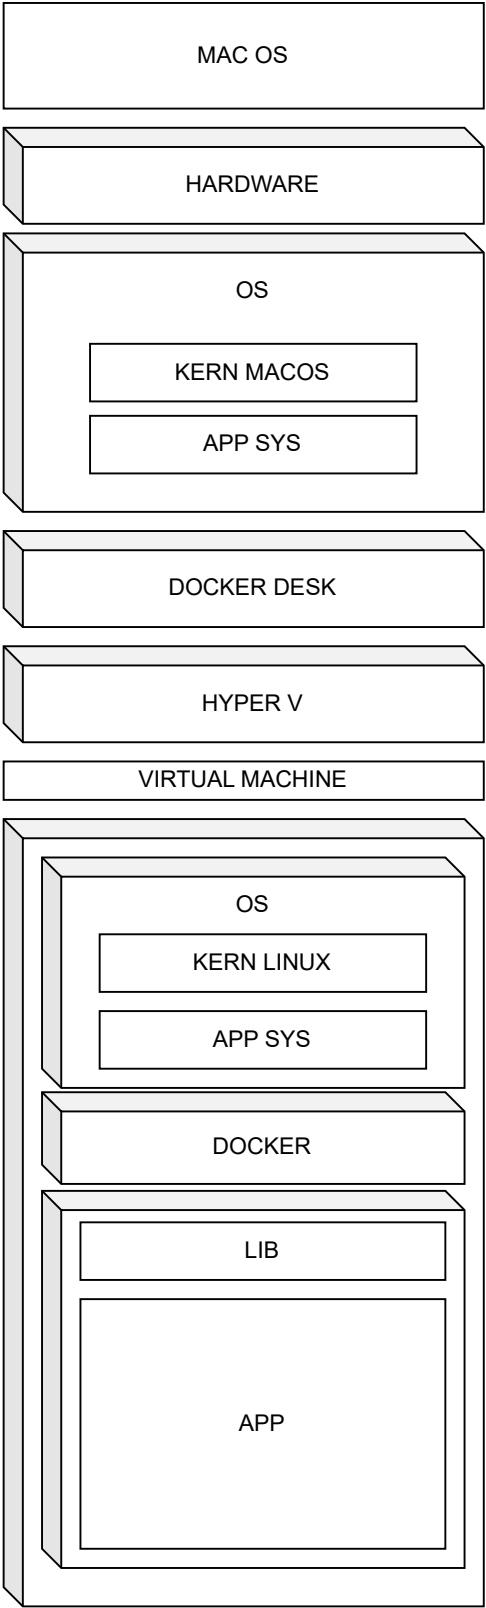 MAC OS
HARDWARE
OS
KERN MACOS
APP SYS
DOCKER DESK
HYPER V
VIRTUAL MACHINE
OS
KERN LINUX
APP SYS
DOCKER
LIB
APP